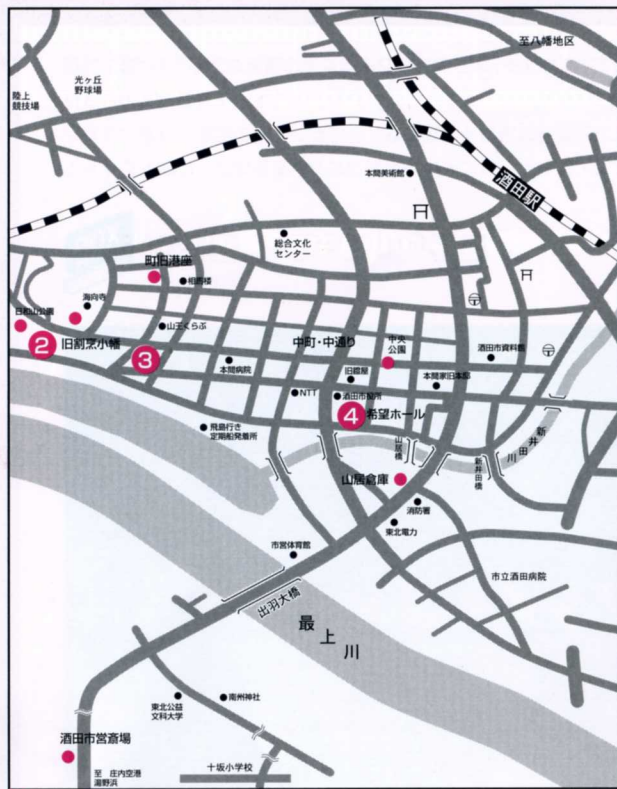 至八幡地区
光ヶ丘
野球場
陸上
競技場
酒田駅
本間美術館
総合文化
センター
町旧港座
相馬楼
海向寺
日和山公園
山王くらぶ
中町・中通り
中央
公園
酒田市資料館
2
旧割烹小幡
3
本間病院
旧鐙屋
本間家旧本邸
NTT
酒田市役所
4
希望ホール
飛島行き
定期船発着所
山居橋
新井田橋
新井田川
山居倉庫
消防署
東北電力
市営体育館
市立酒田病院
出羽大橋
最上川
東北公益
文科大学
南州神社
酒田市営斎場
十坂小学校
至 庄内空港
湯野浜